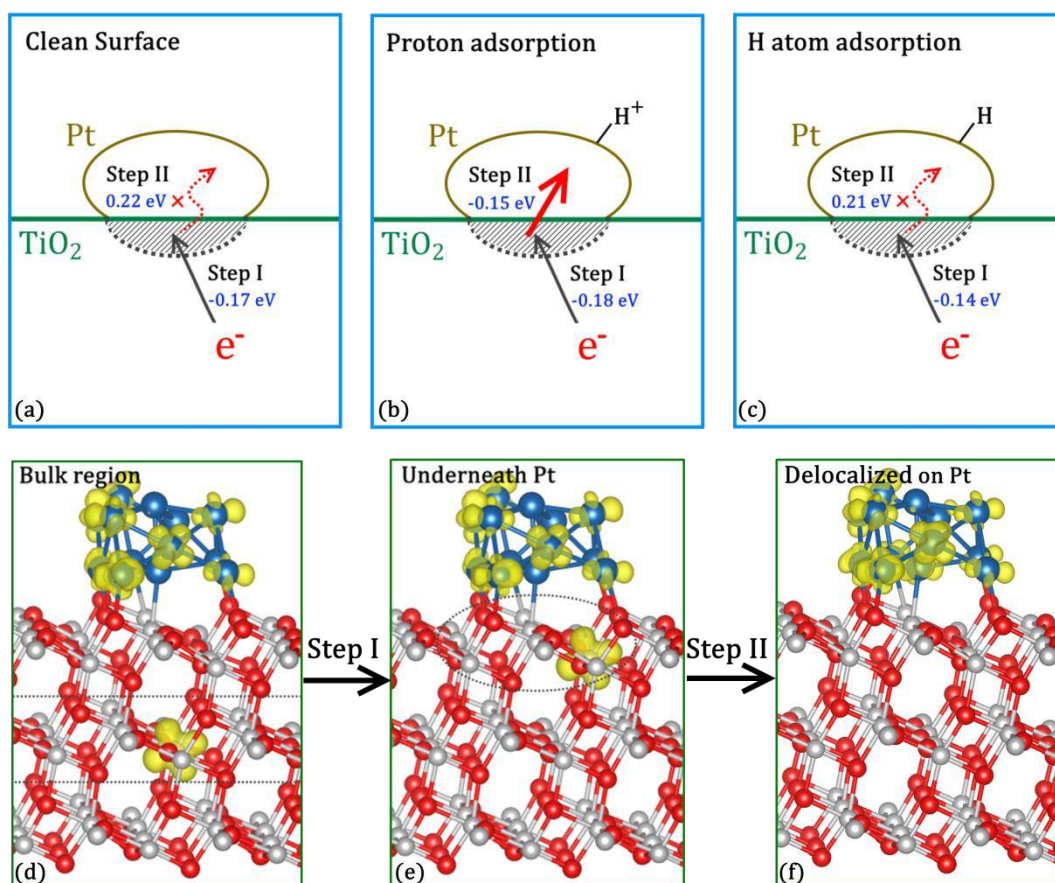 Clean Surface
Pt
Step II
0.22 eV ×
TiO₂
Step I
-0.17 eV
e⁻
(a)
Proton adsorption
H⁺
Pt
Step II
-0.15 eV
TiO₂
Step I
-0.18 eV
e⁻
(b)
H atom adsorption
H
Pt
Step II
0.21 eV ×
TiO₂
Step I
-0.14 eV
e⁻
(c)
Bulk region
(d)
Step I
Underneath Pt
(e)
Step II
Delocalized on Pt
(f)